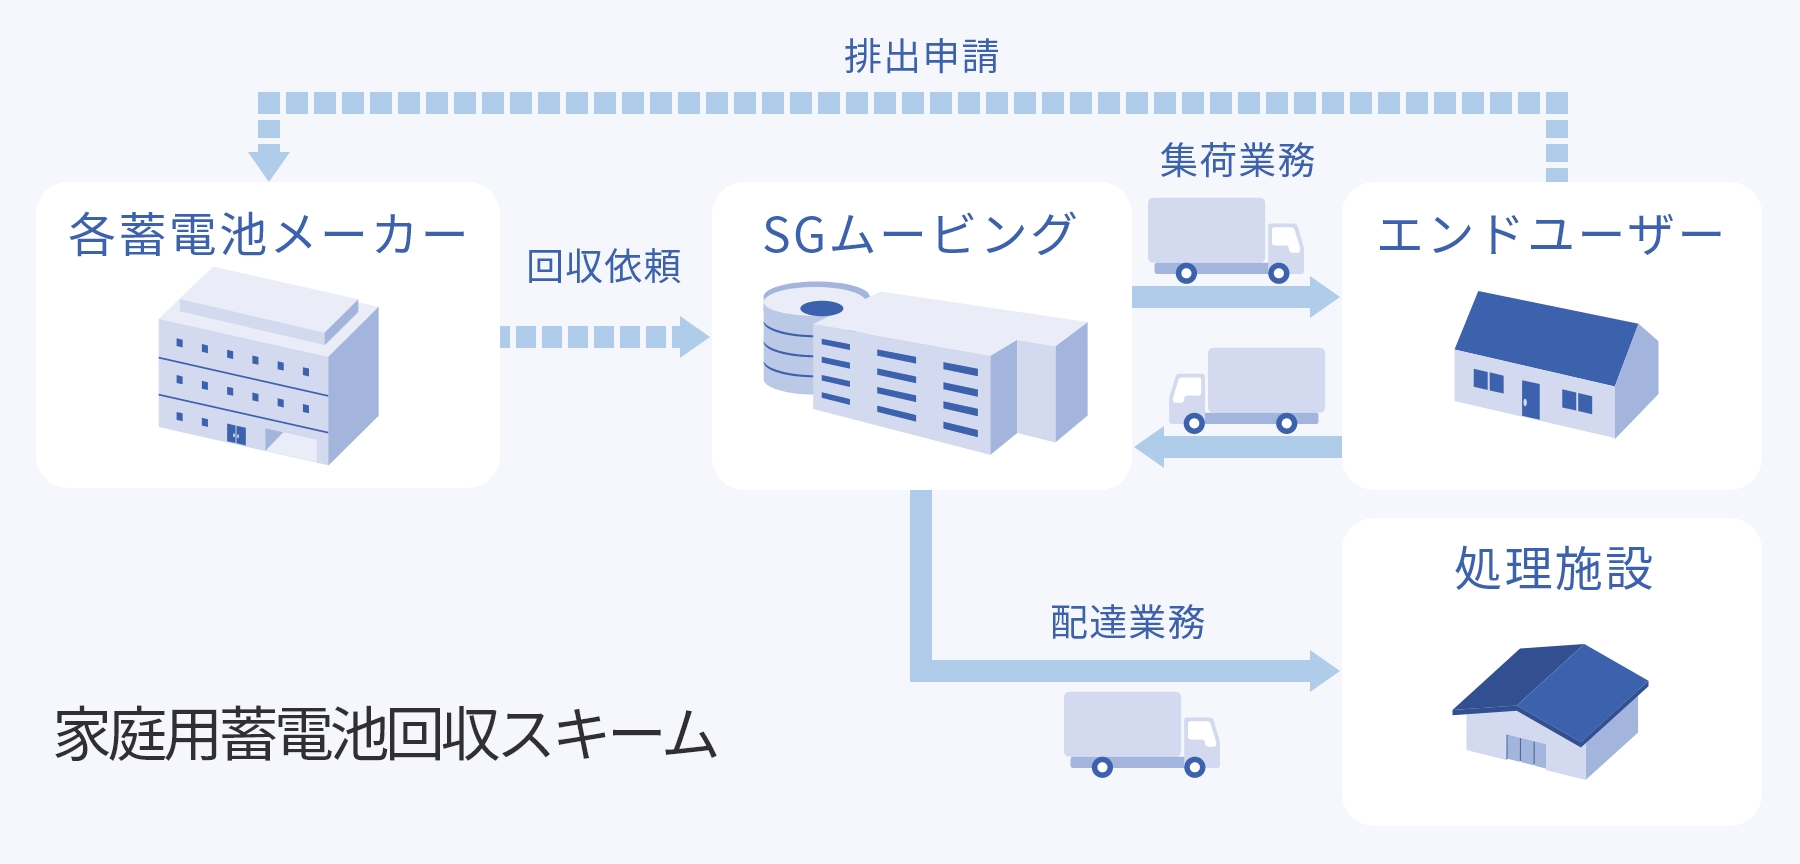 排出申請
集荷業務
各蓄電池メーカー
回収依頼
SGムービング
エンドユーザー
処理施設
配達業務
家庭用蓄電池回収スキーム